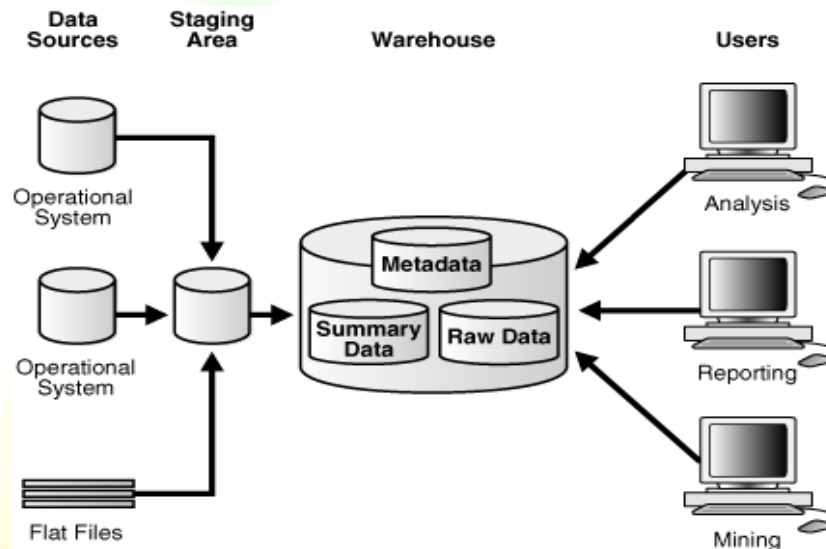 Data
Sources
Staging
Area
Warehouse
Users
Operational
System
Operational
System
Flat Files
Metadata
Summary
Data
Raw Data
Analysis
Reporting
Mining